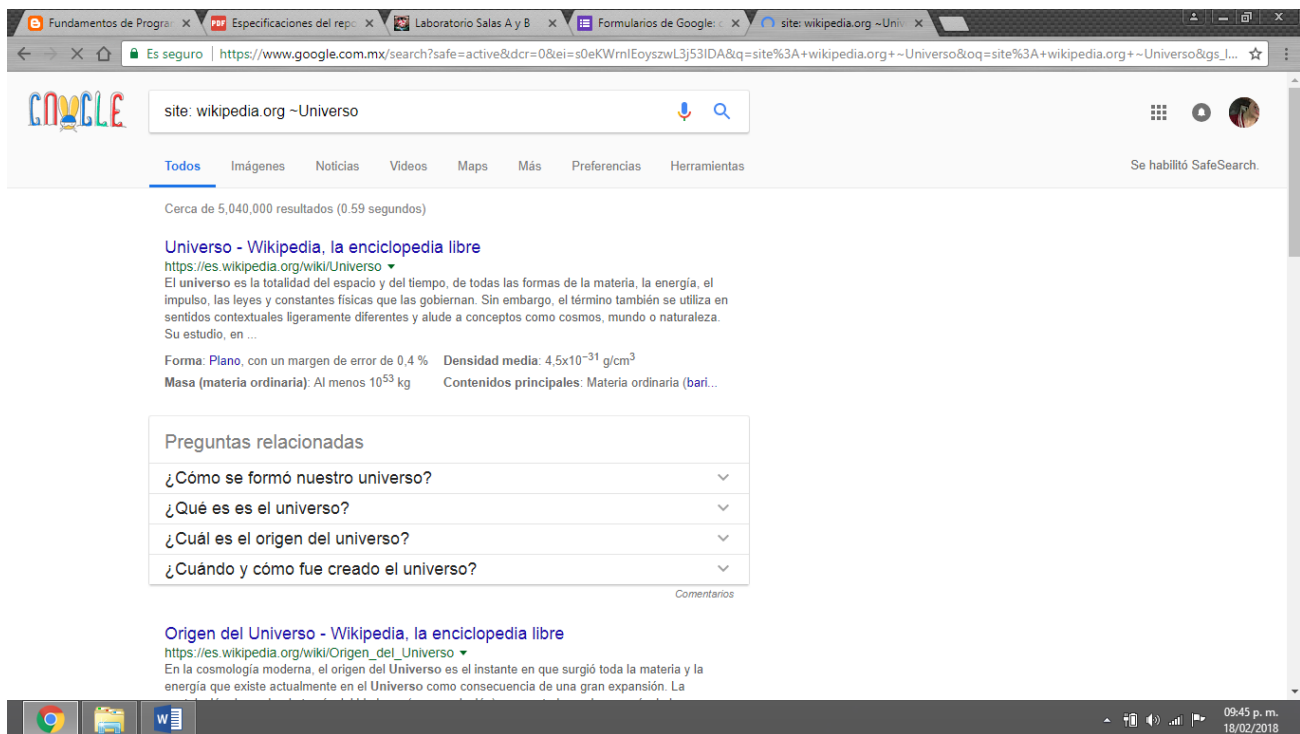 Fundamentos de Progra
Especificaciones del repo
Laboratorio Salas A y B
Formularios de Google: c
site: wikipedia.org ~Univ
Es seguro | https://www.google.com.mx/search?safe=active&dcr=0&ei=s0eKWrnIEoyszwL3j53IDA&q=site%3A+wikipedia.org+~Universo&oq=site%3A+wikipedia.org+~Universo&gs_l...
GOOGLE
site: wikipedia.org ~Universo
Todos Imágenes Noticias Videos Maps Más Preferencias Herramientas
Se habilitó SafeSearch.
Cerca de 5,040,000 resultados (0.59 segundos)
Universo - Wikipedia, la enciclopedia libre
https://es.wikipedia.org/wiki/Universo
El universo es la totalidad del espacio y del tiempo, de todas las formas de la materia, la energía, el
impulso, las leyes y constantes físicas que las gobiernan. Sin embargo, el término también se utiliza en
sentidos contextuales ligeramente diferentes y alude a conceptos como cosmos, mundo o naturaleza.
Su estudio, en ...
Forma: Plano, con un margen de error de 0,4 % Densidad media: 4,5x10⁻³¹ g/cm³
Masa (materia ordinaria): Al menos 10⁵³ kg Contenidos principales: Materia ordinaria (bari...
Preguntas relacionadas
¿Cómo se formó nuestro universo?
¿Qué es es el universo?
¿Cuál es el origen del universo?
¿Cuándo y cómo fue creado el universo?
Comentarios
Origen del Universo - Wikipedia, la enciclopedia libre
https://es.wikipedia.org/wiki/Origen_del_Universo
En la cosmología moderna, el origen del Universo es el instante en que surgió toda la materia y la
energía que existe actualmente en el Universo como consecuencia de una gran expansión. La
09:45 p. m.
18/02/2018